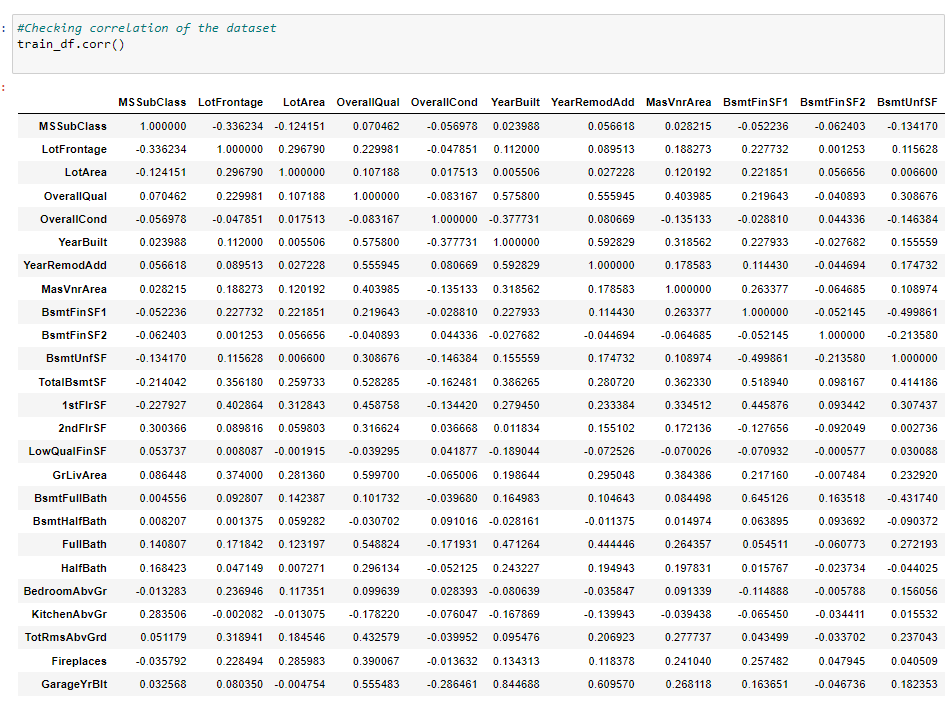 :
#Checking correlation of the dataset
train_df.corr()
:
MSSubClass LotFrontage LotArea OverallQual OverallCond YearBuilt YearRemodAdd MasVnrArea BsmtFinSF1 BsmtFinSF2 BsmtUnfSF
MSSubClass 1.000000 -0.336234 -0.124151 0.070462 -0.056978 0.023988 0.056618 0.028215 -0.052236 -0.062403 -0.134170
LotFrontage -0.336234 1.000000 0.296790 0.229981 -0.047851 0.112000 0.089513 0.188273 0.227732 0.001253 0.115628
LotArea -0.124151 0.296790 1.000000 0.107188 0.017513 0.005506 0.027228 0.120192 0.221851 0.056656 0.006600
OverallQual 0.070462 0.229981 0.107188 1.000000 -0.083167 0.575800 0.555945 0.403985 0.219643 -0.040893 0.308676
OverallCond -0.056978 -0.047851 0.017513 -0.083167 1.000000 -0.377731 0.080669 -0.135133 -0.028810 0.044336 -0.146384
YearBuilt 0.023988 0.112000 0.005506 0.575800 -0.377731 1.000000 0.592829 0.318562 0.227933 -0.027682 0.155559
YearRemodAdd 0.056618 0.089513 0.027228 0.555945 0.080669 0.592829 1.000000 0.178583 0.114430 -0.044694 0.174732
MasVnrArea 0.028215 0.188273 0.120192 0.403985 -0.135133 0.318562 0.178583 1.000000 0.263377 -0.064685 0.108974
BsmtFinSF1 -0.052236 0.227732 0.221851 0.219643 -0.028810 0.227933 0.114430 0.263377 1.000000 -0.052145 -0.499861
BsmtFinSF2 -0.062403 0.001253 0.056656 -0.040893 0.044336 -0.027682 -0.044694 -0.064685 -0.052145 1.000000 -0.213580
BsmtUnfSF -0.134170 0.115628 0.006600 0.308676 -0.146384 0.155559 0.174732 0.108974 -0.499861 -0.213580 1.000000
TotalBsmtSF -0.214042 0.356180 0.259733 0.528285 -0.162481 0.386265 0.280720 0.362330 0.518940 0.098167 0.414186
1stFlrSF -0.227927 0.402864 0.312843 0.458758 -0.134420 0.279450 0.233384 0.334512 0.445876 0.093442 0.307437
2ndFlrSF 0.300366 0.089816 0.059803 0.316624 0.036668 0.011834 0.155102 0.172136 -0.127656 -0.092049 0.002736
LowQualFinSF 0.053737 0.008087 -0.001915 -0.039295 0.041877 -0.189044 -0.072526 -0.070026 -0.070932 -0.000577 0.030088
GrLivArea 0.086448 0.374000 0.281360 0.599700 -0.065006 0.198644 0.295048 0.384386 0.217160 -0.007484 0.232920
BsmtFullBath 0.004556 0.092807 0.142387 0.101732 -0.039680 0.164983 0.104643 0.084498 0.645126 0.163518 -0.431740
BsmtHalfBath 0.008207 0.001375 0.059282 -0.030702 0.091016 -0.028161 -0.011375 0.014974 0.063895 0.093692 -0.090372
FullBath 0.140807 0.171842 0.123197 0.548824 -0.171931 0.471264 0.444446 0.264357 0.054511 -0.060773 0.272193
HalfBath 0.168423 0.047149 0.007271 0.296134 -0.052125 0.243227 0.194943 0.197831 0.015767 -0.023734 -0.044025
BedroomAbvGr -0.013283 0.236946 0.117351 0.099639 0.028393 -0.080639 -0.035847 0.091339 -0.114888 -0.005788 0.156056
KitchenAbvGr 0.283506 -0.002082 -0.013075 -0.178220 -0.076047 -0.167869 -0.139943 -0.039438 -0.065450 -0.034411 0.015532
TotRmsAbvGrd 0.051179 0.318941 0.184546 0.432579 -0.039952 0.095476 0.206923 0.277737 0.043499 -0.033702 0.237043
Fireplaces -0.035792 0.228494 0.285983 0.390067 -0.013632 0.134313 0.118378 0.241040 0.257482 0.047945 0.040509
GarageYrBlt 0.032568 0.080350 -0.004754 0.555483 -0.286461 0.844688 0.609570 0.268118 0.163651 -0.046736 0.182353